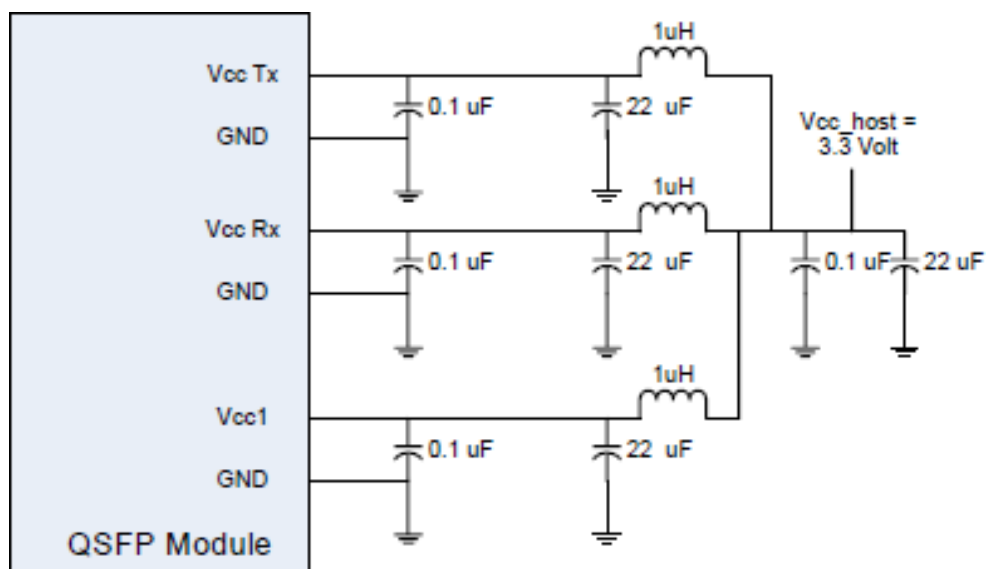 1uH
Vcc Tx
0.1 uF
22 uF
GND
Vcc_host =
3.3 Volt
1uH
Vcc Rx
0.1 uF
22 uF
0.1 uF
22 uF
GND
1uH
Vcc1
0.1 uF
22 uF
GND
QSFP Module